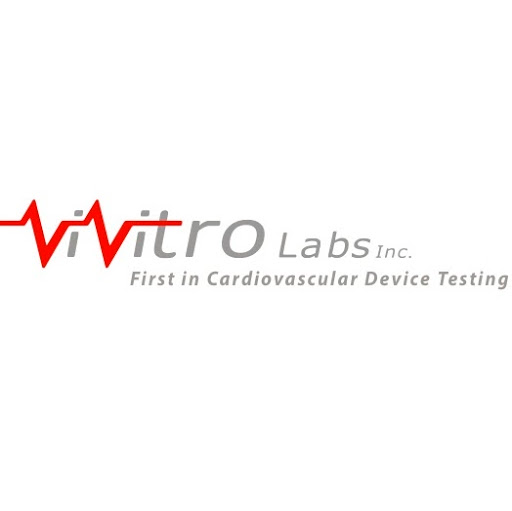 ViVitro Labs Inc.
First in Cardiovascular Device Testing